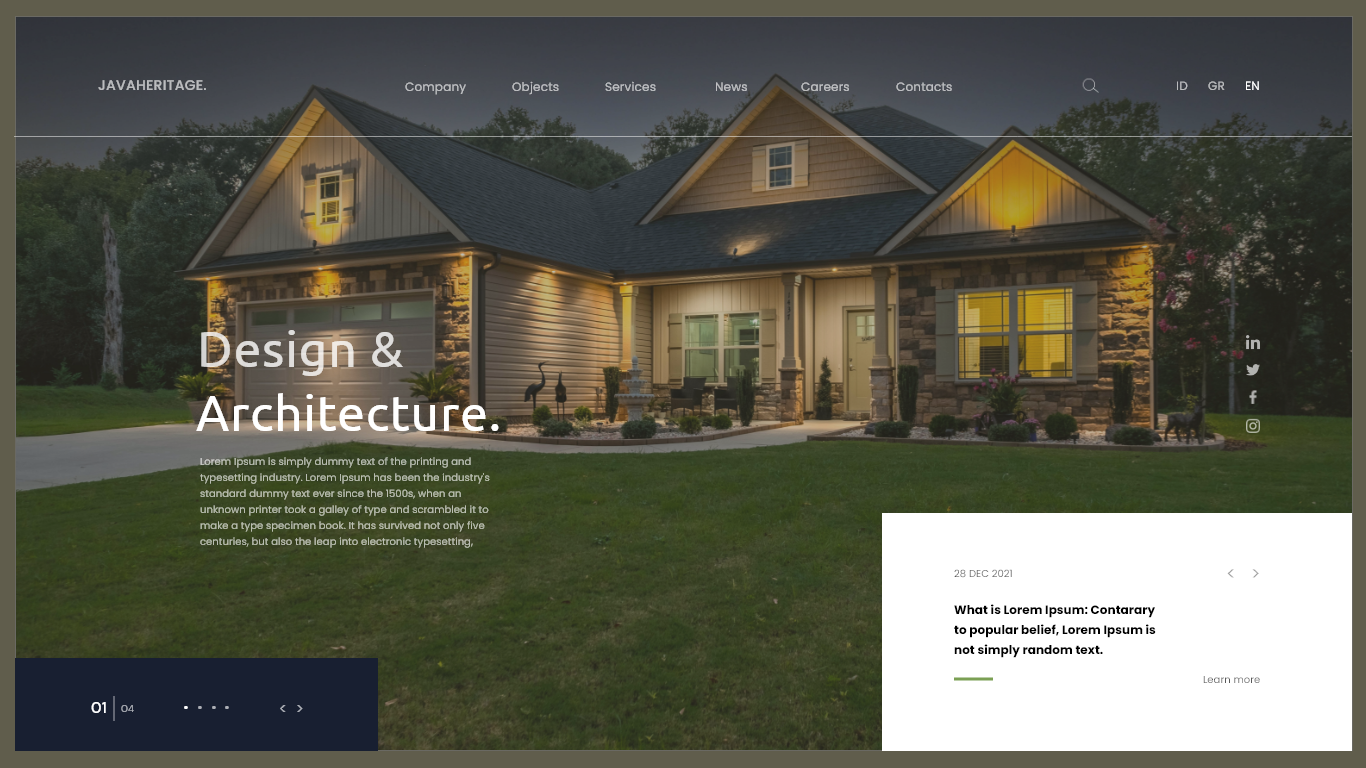 JAVAHERITAGE.
Company
Objects
Services
News
Careers
Contacts
ID
GR
EN
Design &
Architecture.
Lorem Ipsum is simply dummy text of the printing and
typesetting industry. Lorem Ipsum has been the industry's
standard dummy text ever since the 1500s, when an
unknown printer took a galley of type and scrambled it to
make a type specimen book. It has survived not only five
centuries, but also the leap into electronic typesetting,
28 DEC 2021
What is Lorem Ipsum: Contarary
to popular belief, Lorem Ipsum is
not simply random text.
Learn more
01
04